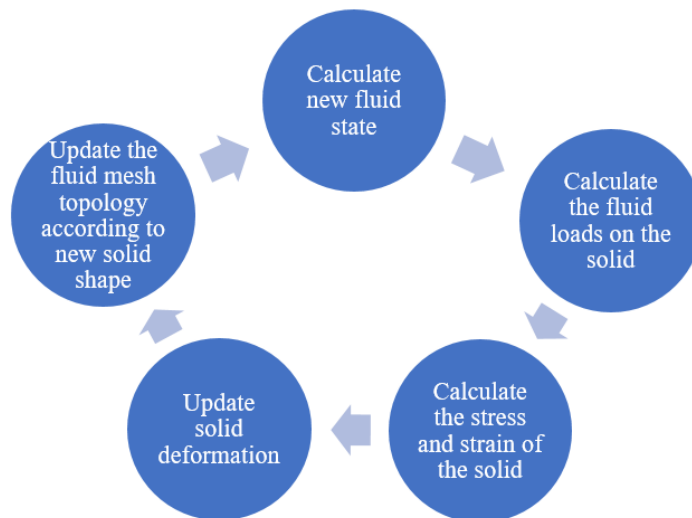 Calculate
new fluid
state
Calculate
the fluid
loads on the
solid
Calculate
the stress
and strain of
the solid
Update
solid
deformation
Update the
fluid mesh
topology
according to
new solid
shape